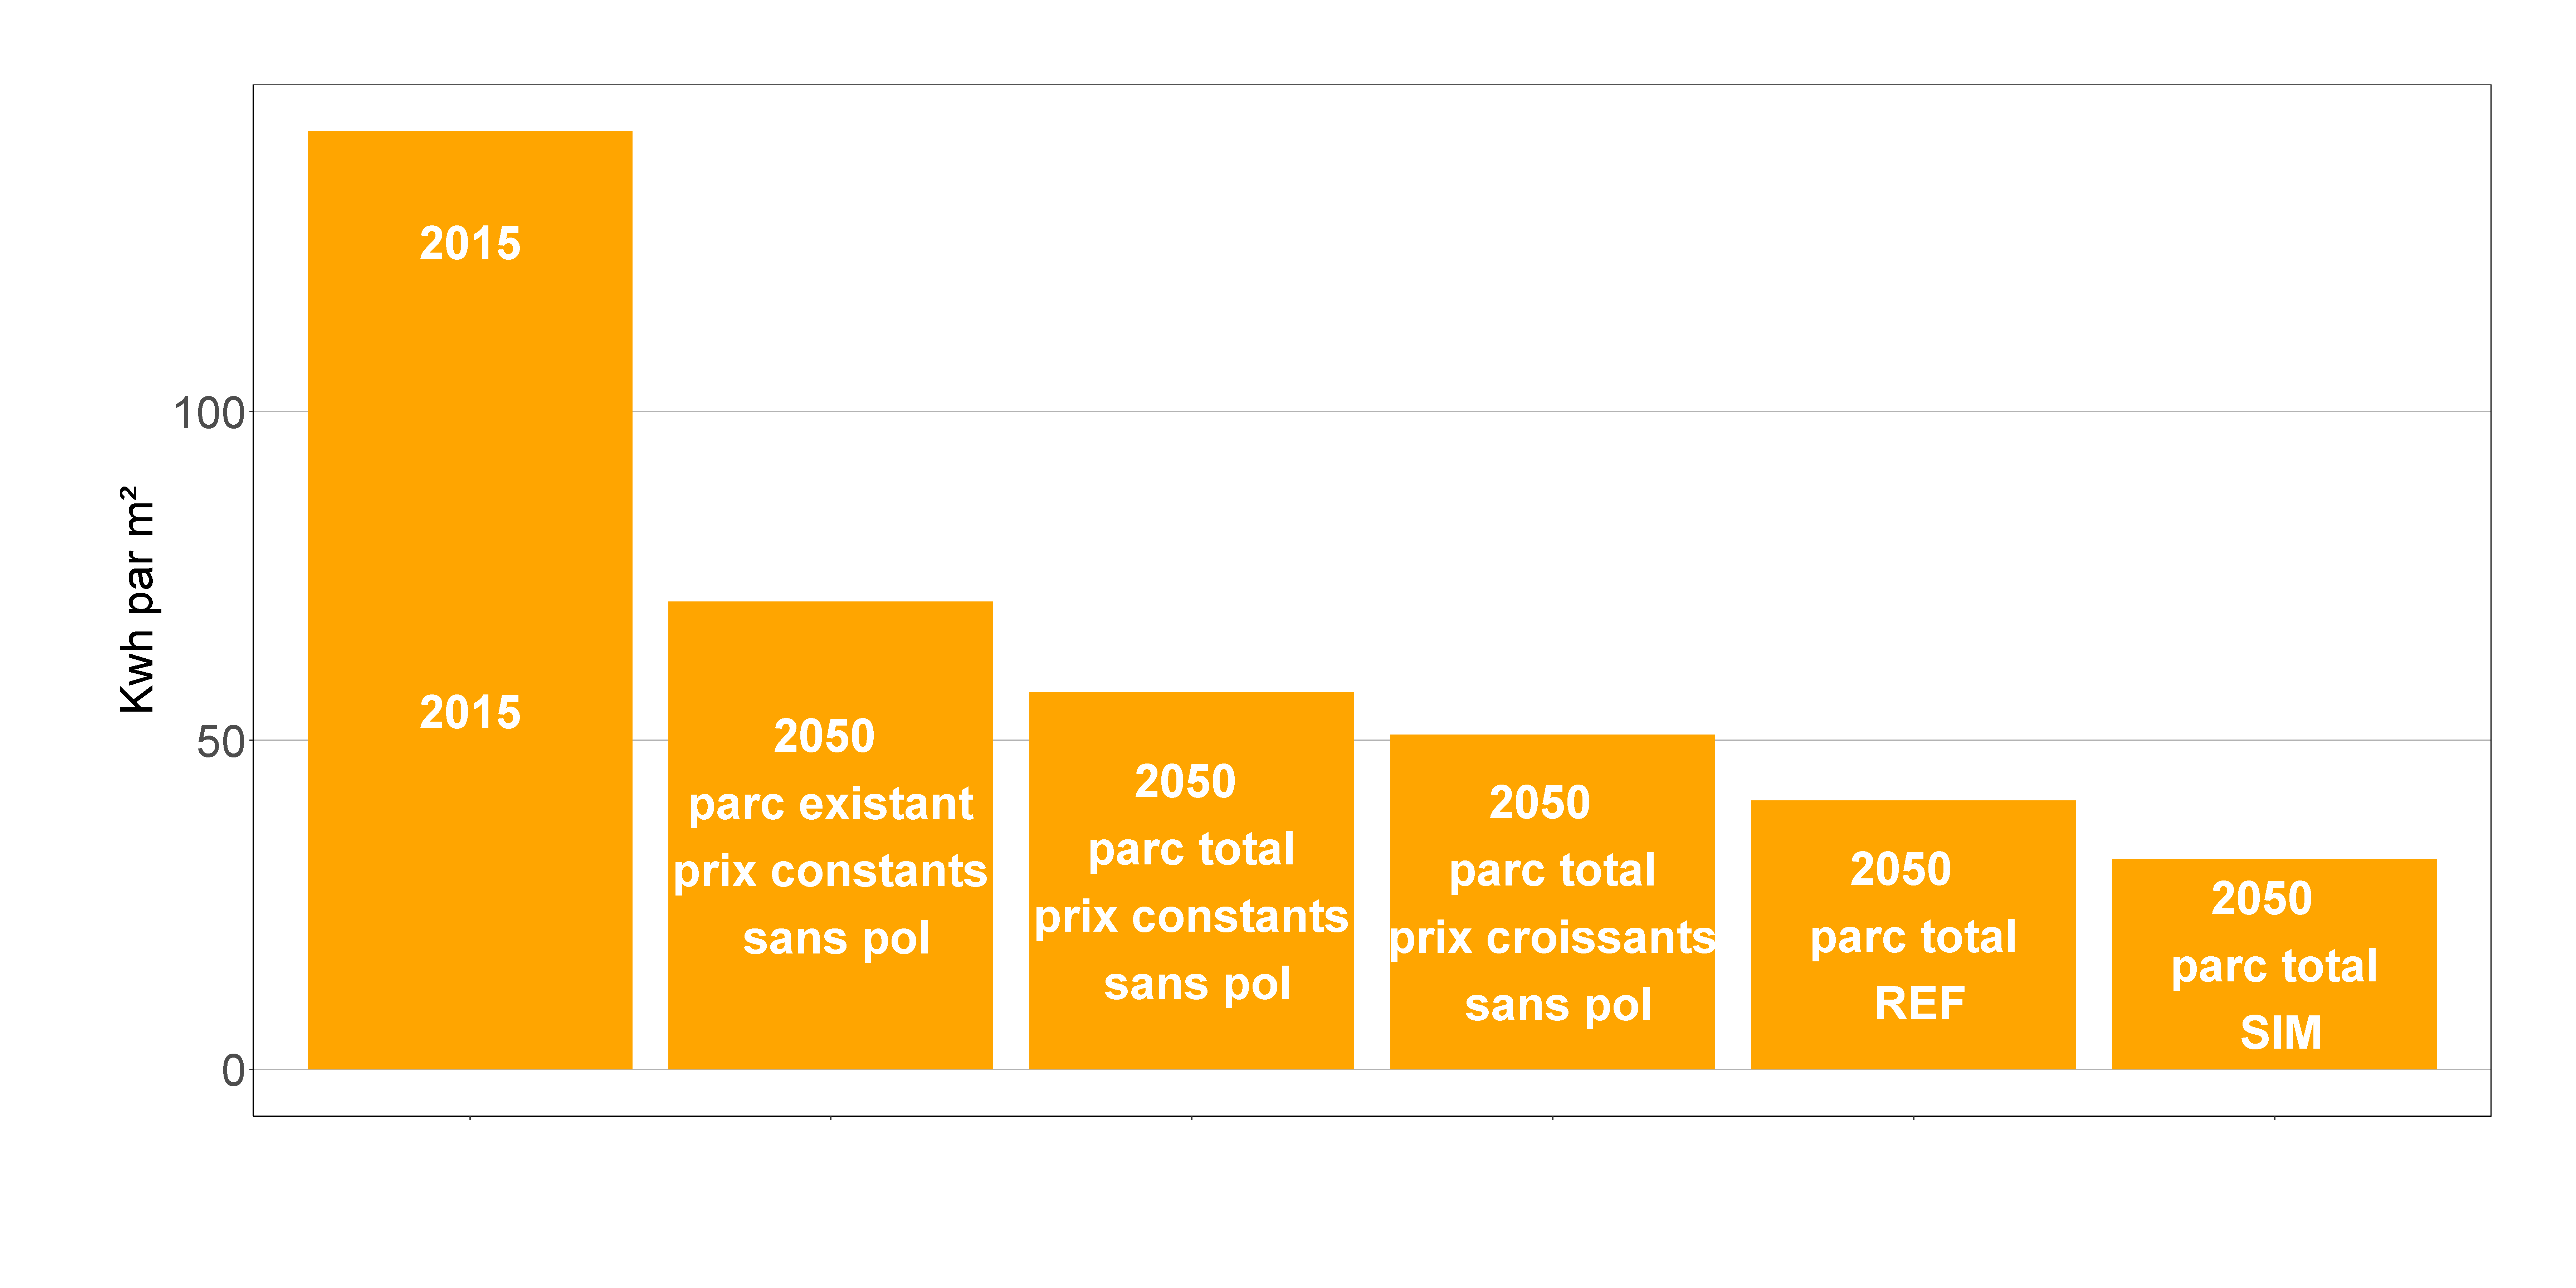 Kwh par m²
100
50
0
2015
2015
2050
parc existant
prix constants
sans pol
2050
parc total
prix constants
sans pol
2050
parc total
prix croissants
sans pol
2050
parc total
REF
2050
parc total
SIM